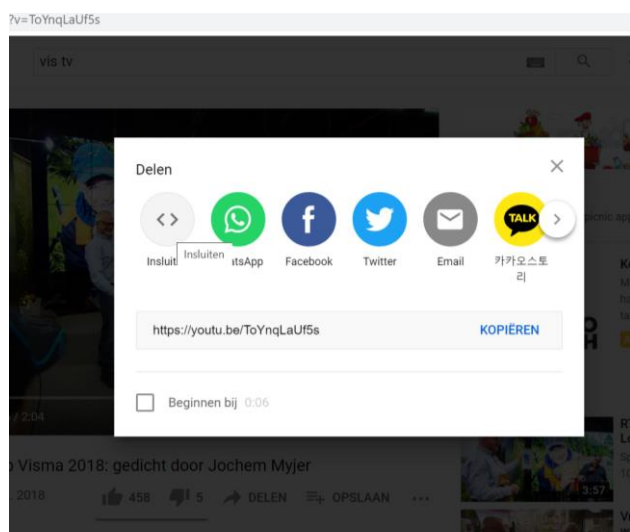 ?v=ToYnqLaUf5s
vis tv
Delen
TALK
picnic.app
Insluit
Insluiten
tsApp
Facebook
Twitter
Email
카카오스토
리
https://youtu.be/ToYnqLaUf5s
KOPIËREN
Beginnen bij 0:06
/ 2:04
Visma 2018: gedicht door Jochem Myjer
2018
458
5
DELEN
OPSLAAN
3:57